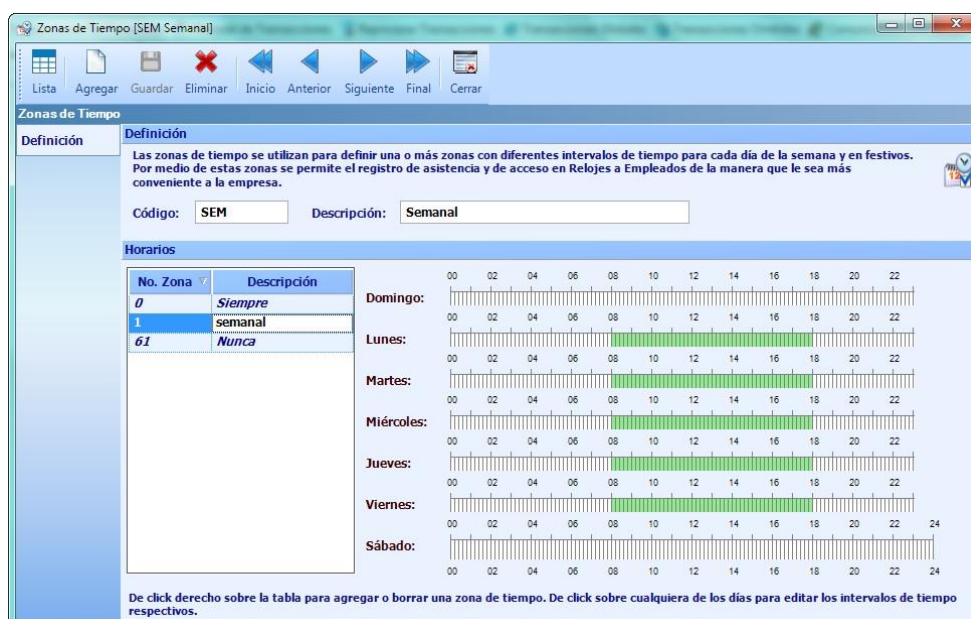 Zonas de Tiempo [SEM Semanal]
Lista Agregar Guardar Eliminar Inicio Anterior Siguiente Final Cerrar
Zonas de Tiempo
Definición
Definición
Las zonas de tiempo se utilizan para definir una o más zonas con diferentes intervalos de tiempo para cada día de la semana y en festivos.
Por medio de estas zonas se permite el registro de asistencia y de acceso en Relojes a Empleados de la manera que le sea más
conveniente a la empresa.
Código: SEM Descripción: Semanal
Horarios
No. Zona Descripción
0 Siempre
1 semanal
61 Nunca
00 02 04 06 08 10 12 14 16 18 20 22
Domingo:
00 02 04 06 08 10 12 14 16 18 20 22
Lunes:
00 02 04 06 08 10 12 14 16 18 20 22
Martes:
00 02 04 06 08 10 12 14 16 18 20 22
Miércoles:
00 02 04 06 08 10 12 14 16 18 20 22
Jueves:
00 02 04 06 08 10 12 14 16 18 20 22
Viernes:
00 02 04 06 08 10 12 14 16 18 20 22 24
Sábado:
00 02 04 06 08 10 12 14 16 18 20 22 24
De click derecho sobre la tabla para agregar o borrar una zona de tiempo. De click sobre cualquiera de los días para editar los intervalos de tiempo
respectivos.